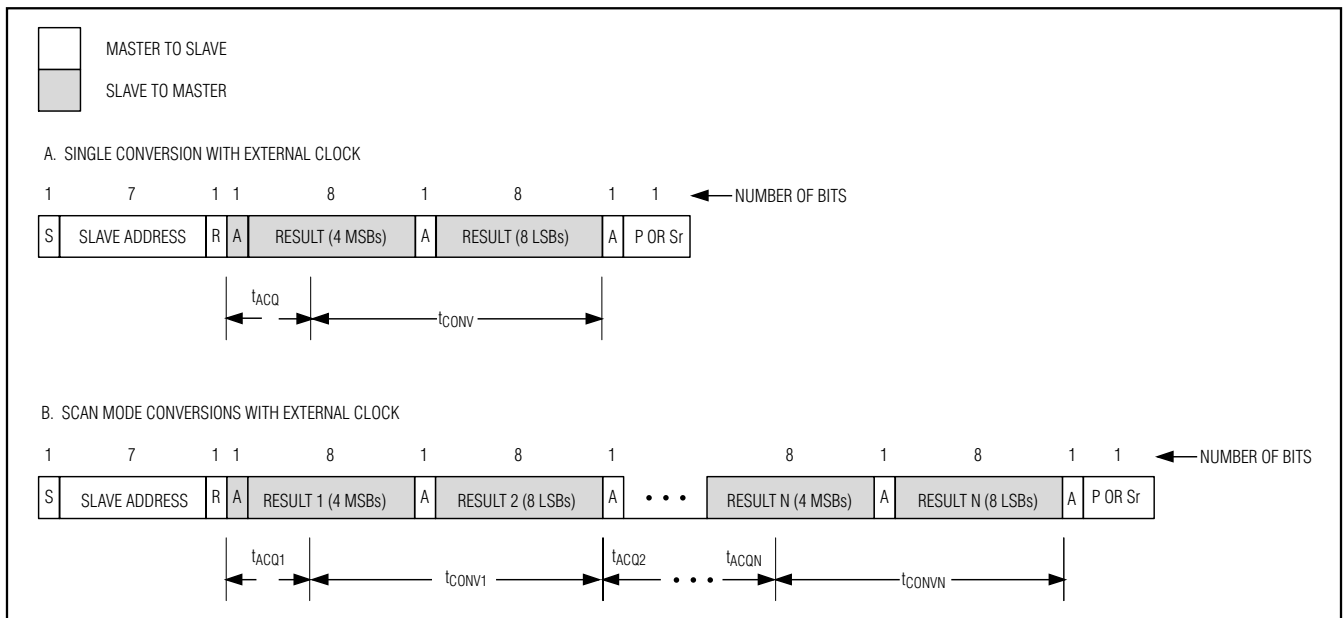 MASTER TO SLAVE
SLAVE TO MASTER
A. SINGLE CONVERSION WITH EXTERNAL CLOCK
1 7 1 1 8 1 8 1 1 NUMBER OF BITS
S SLAVE ADDRESS R A RESULT (4 MSBs) A RESULT (8 LSBs) A P OR Sr
tACQ
tCONV
B. SCAN MODE CONVERSIONS WITH EXTERNAL CLOCK
1 7 1 1 8 1 8 1 8 1 8 1 1 NUMBER OF BITS
S SLAVE ADDRESS R A RESULT 1 (4 MSBs) A RESULT 2 (8 LSBs) A • • • RESULT N (4 MSBs) A RESULT N (8 LSBs) A P OR Sr
tACQ1 tACQ2 tACQN
tCONV1 • • • tCONVN